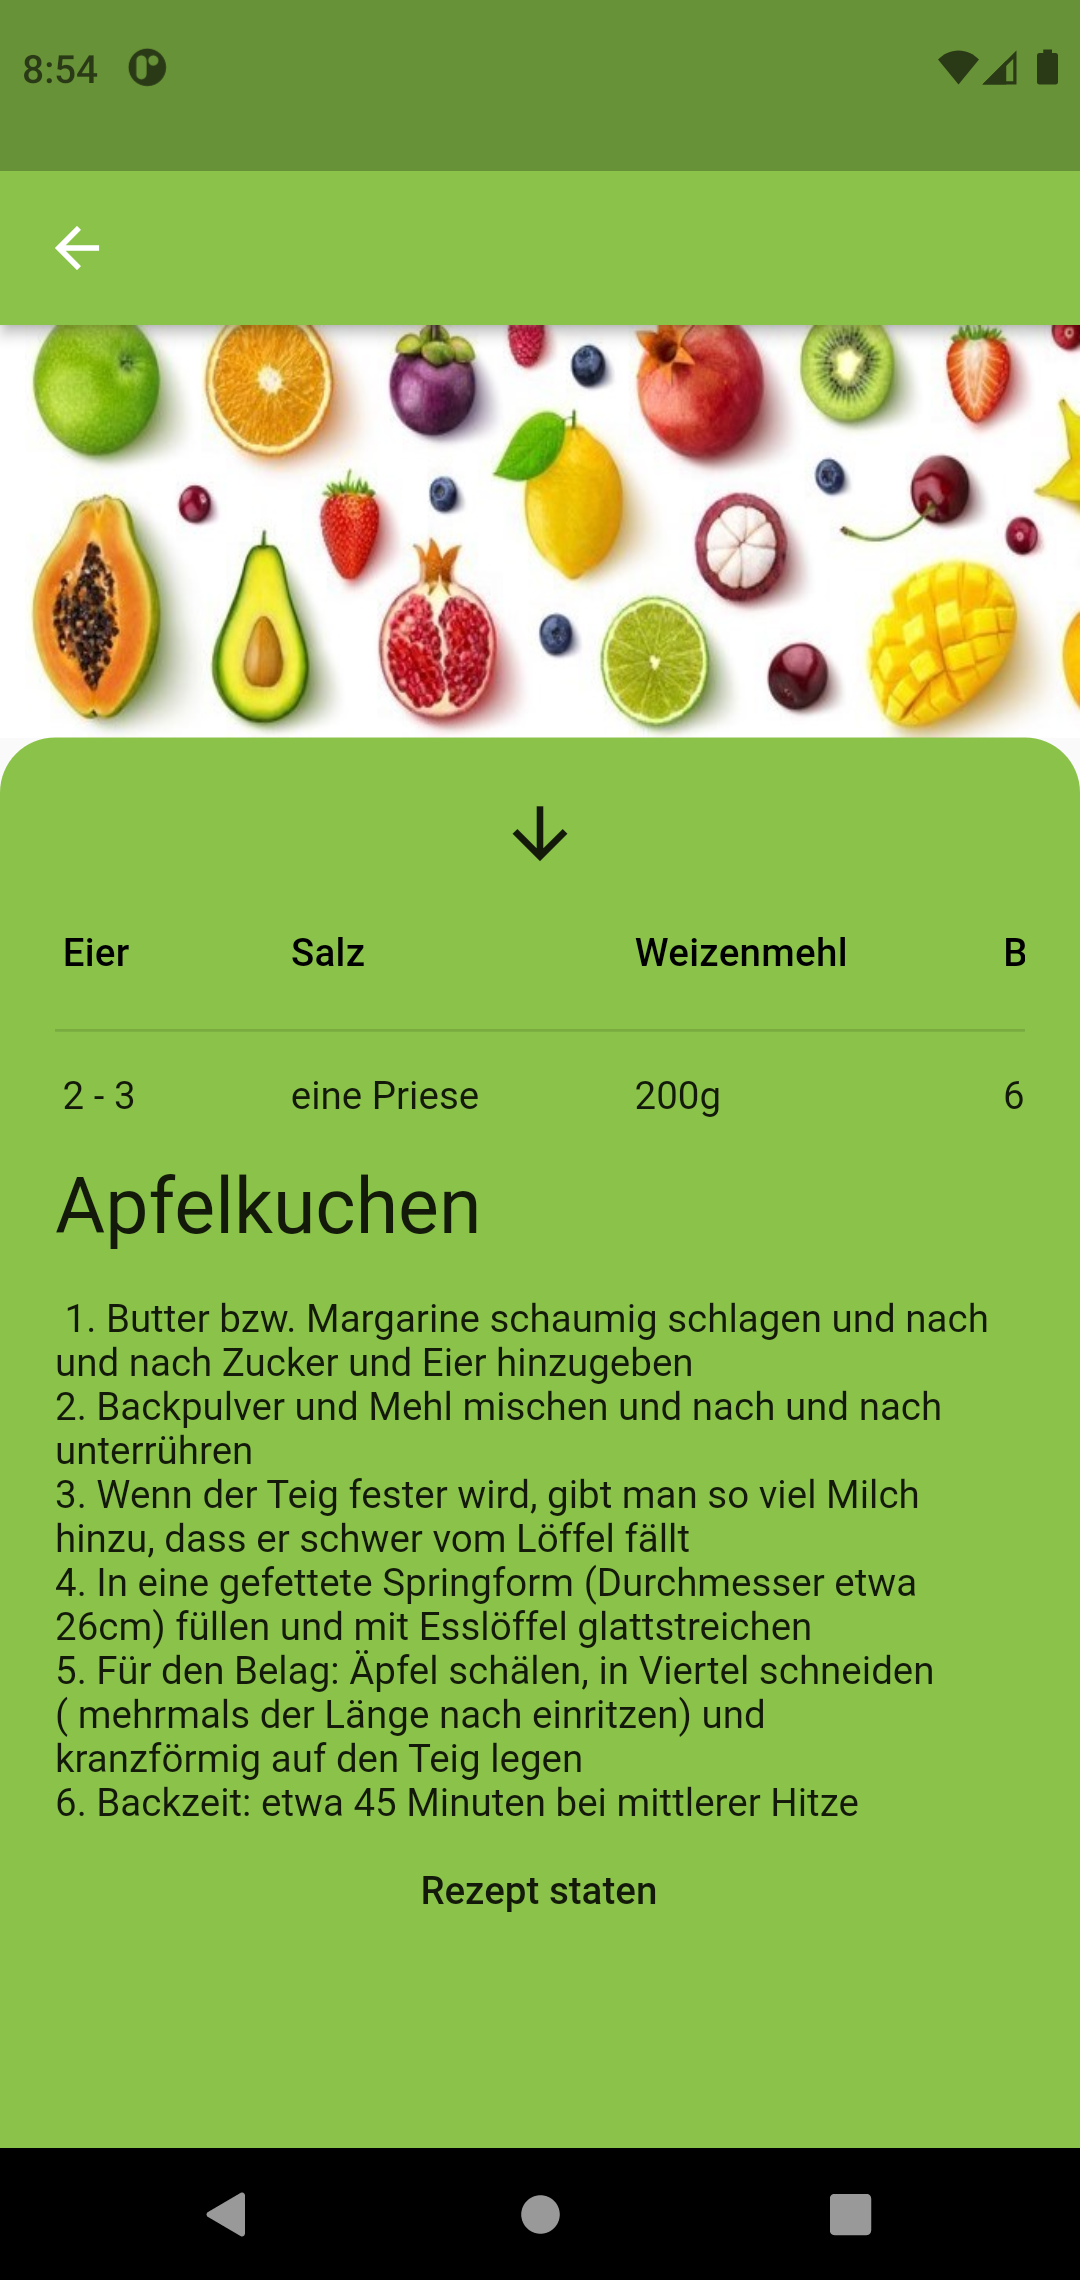 8:54
Eier Salz Weizenmehl B
2 - 3 eine Priese 200g 6
Apfelkuchen
1. Butter bzw. Margarine schaumig schlagen und nach
und nach Zucker und Eier hinzugeben
2. Backpulver und Mehl mischen und nach und nach
unterrühren
3. Wenn der Teig fester wird, gibt man so viel Milch
hinzu, dass er schwer vom Löffel fällt
4. In eine gefettete Springform (Durchmesser etwa
26cm) füllen und mit Esslöffel glattstreichen
5. Für den Belag: Äpfel schälen, in Viertel schneiden
( mehrmals der Länge nach einritzen) und
kranzförmig auf den Teig legen
6. Backzeit: etwa 45 Minuten bei mittlerer Hitze
Rezept staten